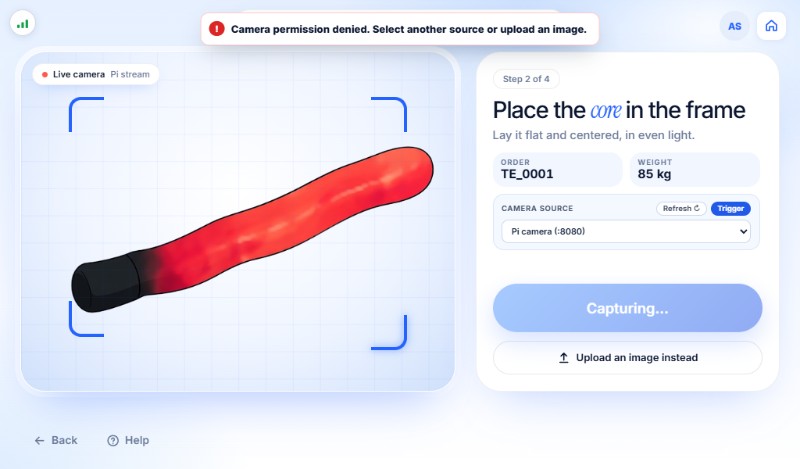 Camera permission denied. Select another source or upload an image.
AS
Live camera Pi stream
Step 2 of 4
Place the core in the frame
Lay it flat and centered, in even light.
ORDER
TE_0001
WEIGHT
85 kg
CAMERA SOURCE
Refresh ↻
Trigger
Pi camera (:8080)
Capturing...
Upload an image instead
Back
Help